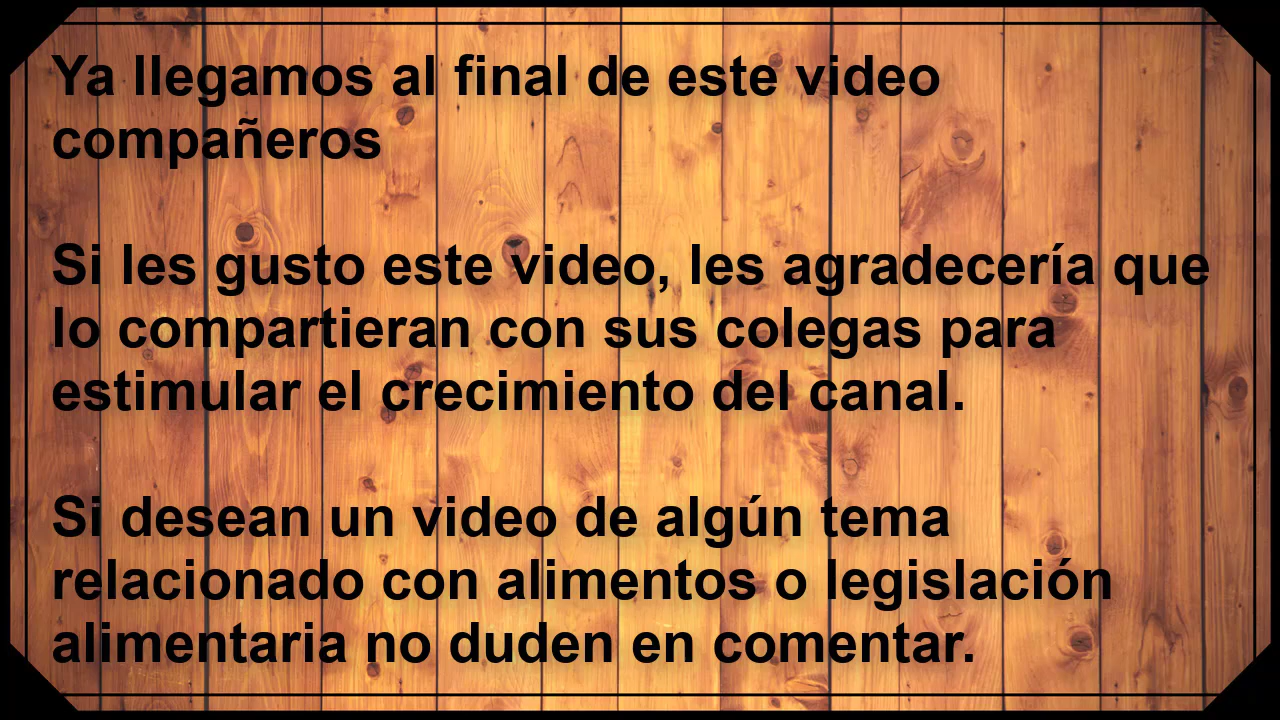 Ya llegamos al final de este video
compañeros
Si les gusto este video, les agradecería que
lo compartieran con sus colegas para
estimular el crecimiento del canal.
Si desean un video de algún tema
relacionado con alimentos o legislación
alimentaria no duden en comentar.